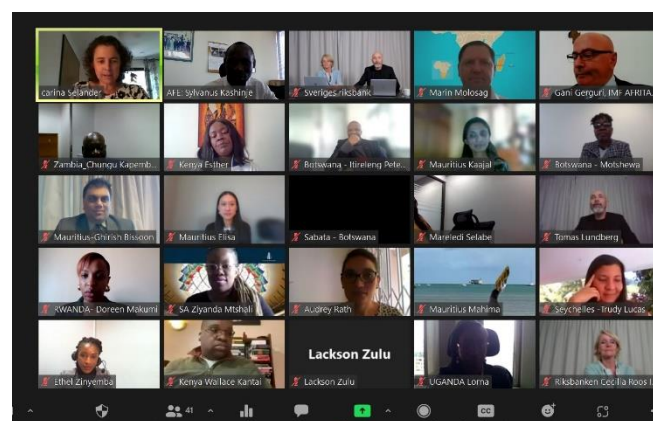 carina Selander
AFE: Sylvanus Kashinje
Sveriges riksbank
Marin Molosag
Gani Gerguri, IMF AFRITA
Zambia_Chungu Kapemb...
Kenya Esther
Botswana - Itireleng Pete...
Mauritius Kaajal
Botswana - Motshewa
Mauritius-Ghirish Bissoon
Mauritius Elisa
Sabata - Botswana
Mareledi Selabe
Tomas Lundberg
RWANDA- Doreen Makumi
SA Ziyanda Mtshali
Audrey Rath
Mauritius Mahima
Seychelles -Trudy Lucas
Ethel Zinyemba
Kenya Wallace Kantai
Lackson Zulu
Lackson Zulu
UGANDA Lorna
Riksbanken Cecilia Roos I
41
CC